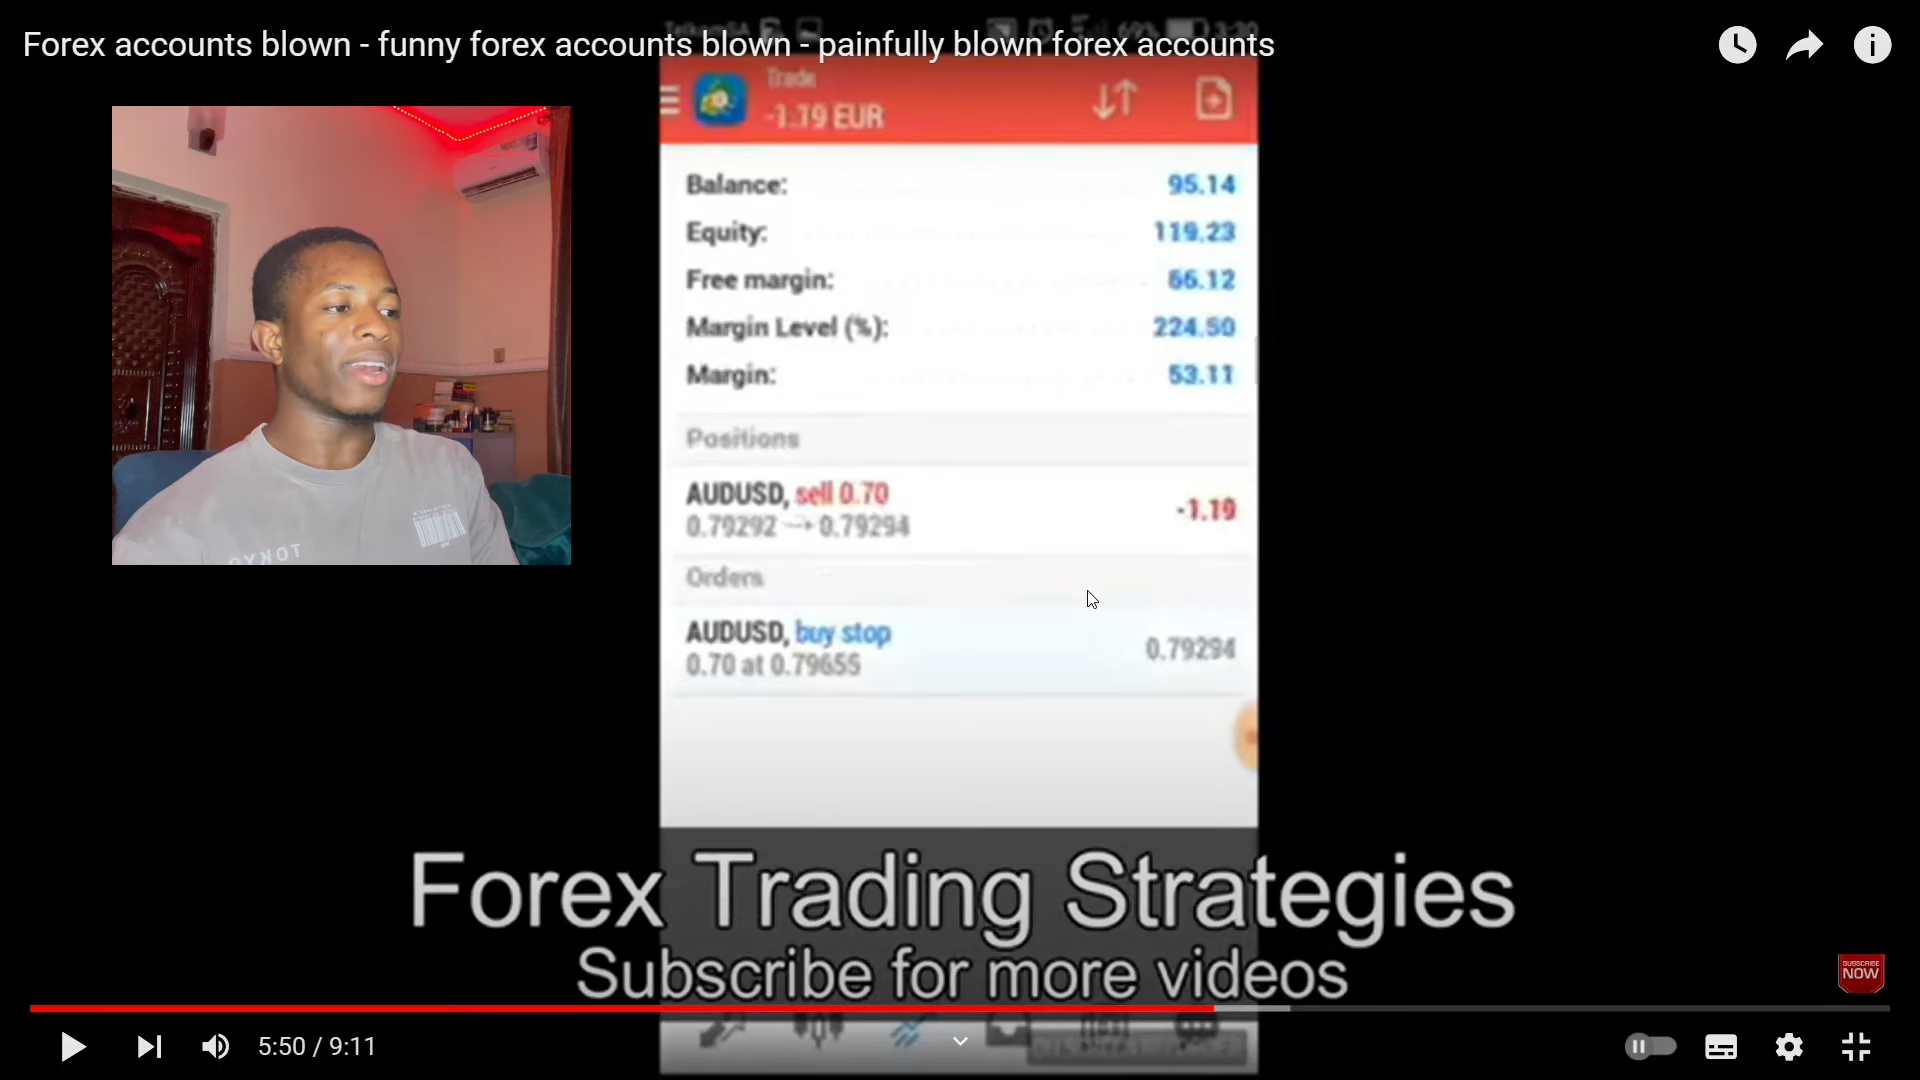 Forex accounts blown - funny forex accounts blown - painfully blown forex accounts
Trade
-1.19 EUR
Balance: 95.14
Equity: 119.23
Free margin: 66.12
Margin Level (%): 224.50
Margin: 53.11
Positions
AUDUSD, sell 0.70
0.79292 → 0.79294
-1.19
Orders
AUDUSD, buy stop
0.70 at 0.79655
0.79294
TOKYO
Forex Trading Strategies
Subscribe for more videos
SUBSCRIBE
NOW
5:50 / 9:11